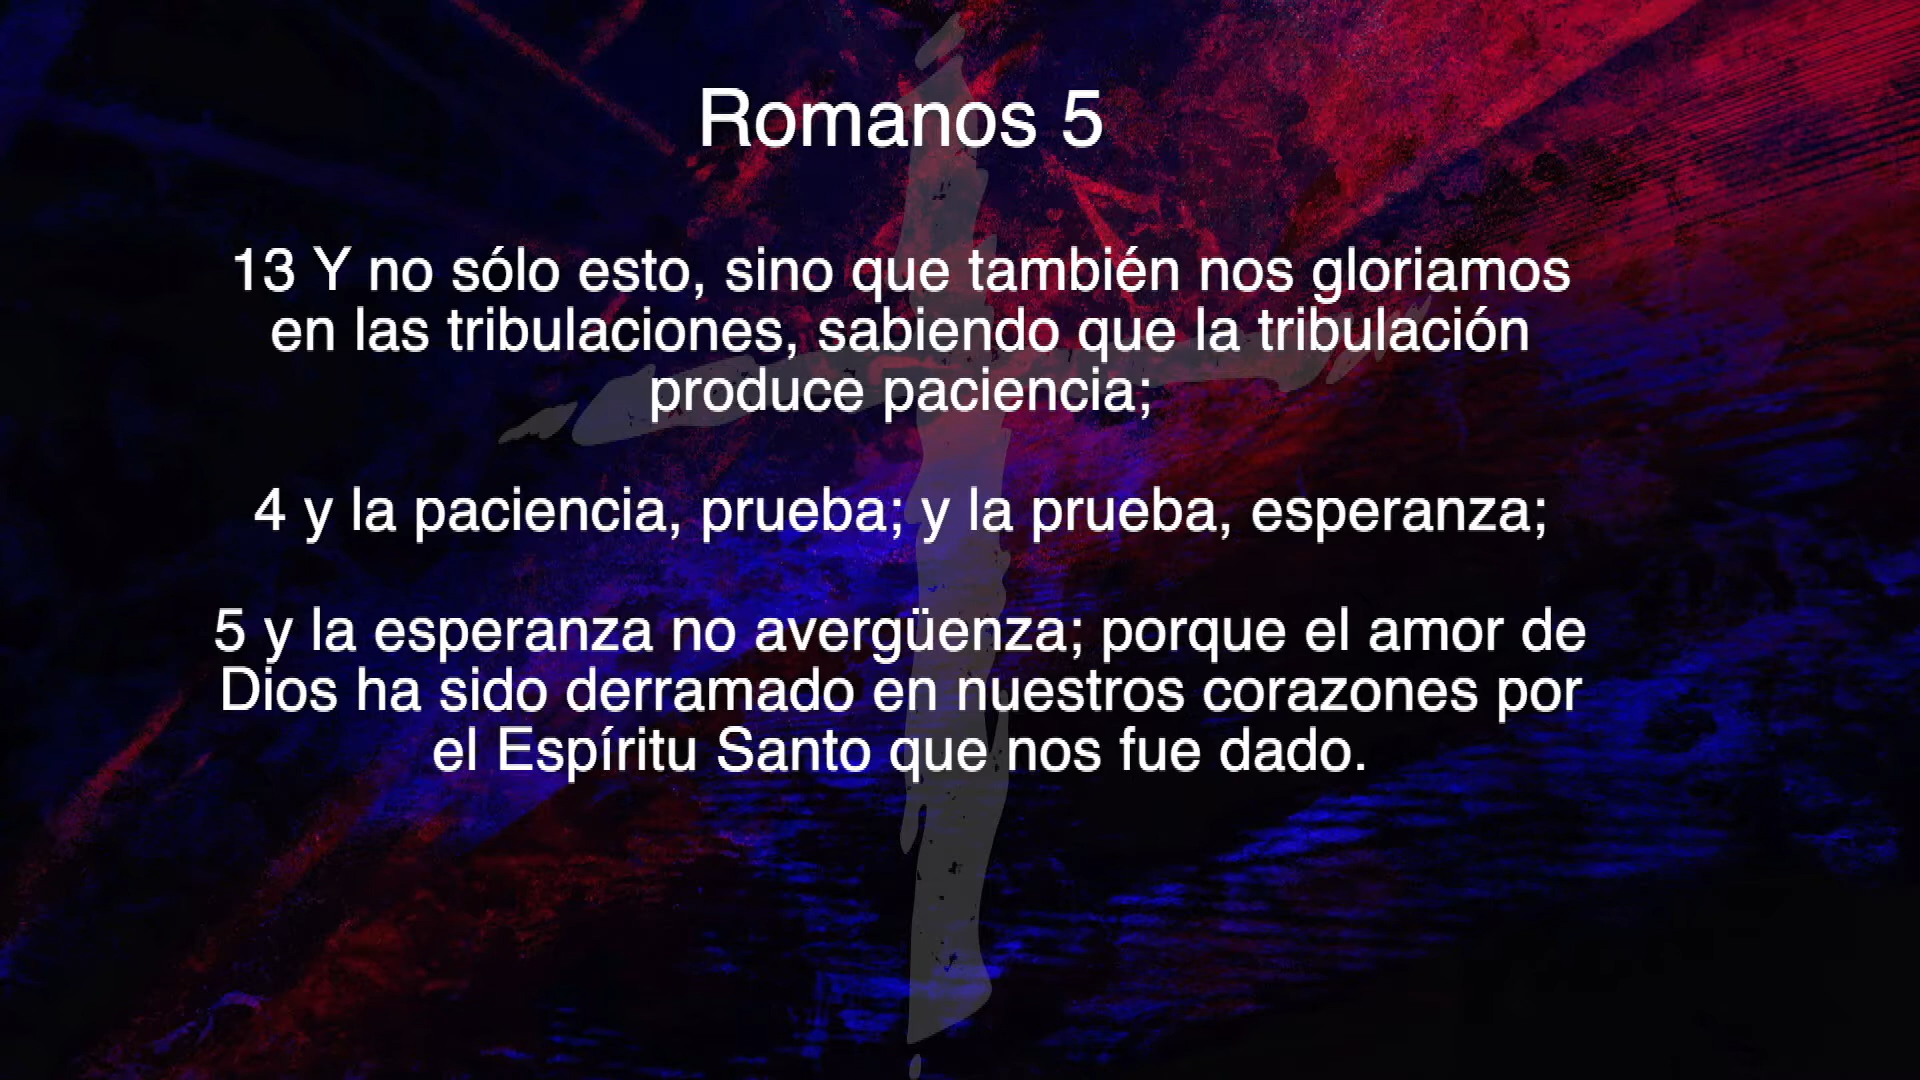 Romanos 5
13 Y no sólo esto, sino que también nos gloriamos
en las tribulaciones, sabiendo que la tribulación
produce paciencia;
4 y la paciencia, prueba; y la prueba, esperanza;
5 y la esperanza no avergüenza; porque el amor de
Dios ha sido derramado en nuestros corazones por
el Espíritu Santo que nos fue dado.